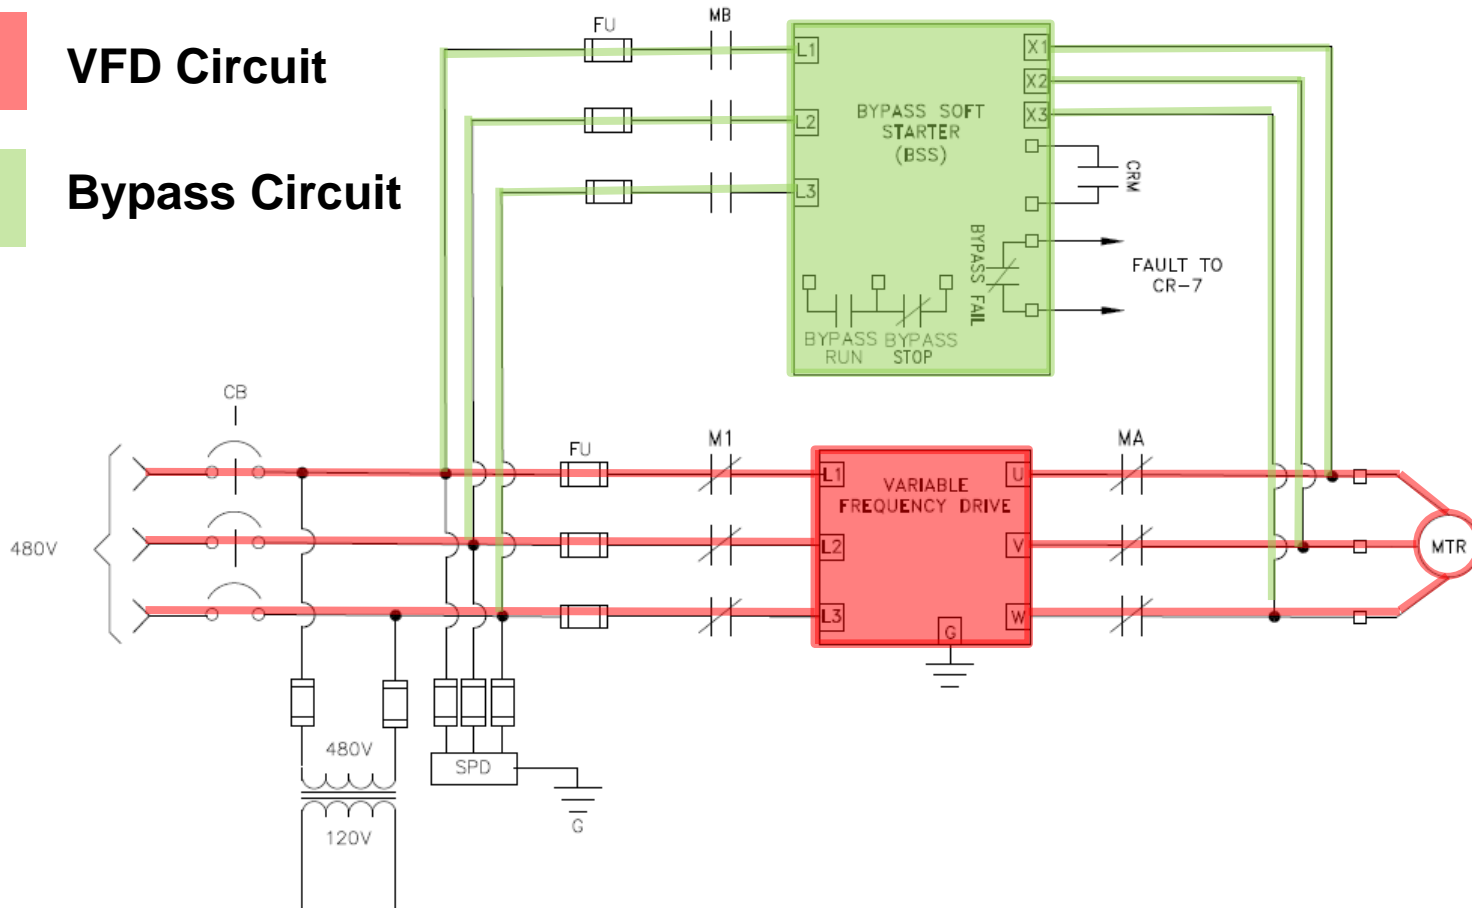 VFD Circuit
Bypass Circuit
FU
MB
L1
L2
L3
X1
X2
X3
BYPASS SOFT
STARTER
(BSS)
CRM
BYPASS FAIL
FAULT TO
CR-7
BYPASS
RUN
BYPASS
STOP
CB
480V
FU
M1
L1
L2
L3
VARIABLE
FREQUENCY DRIVE
U
V
W
G
MA
MTR
480V
120V
SPD
G